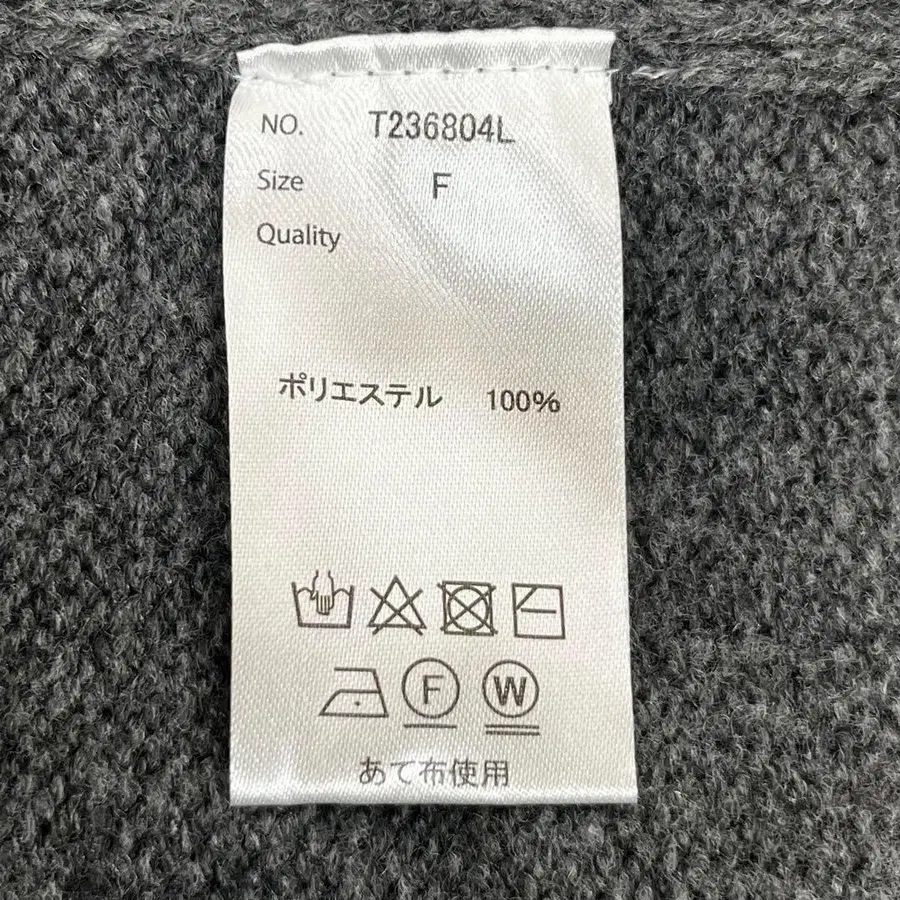 NO. T236804L
Size F
Quality
ポリエステル 100%
F W
あて布使用